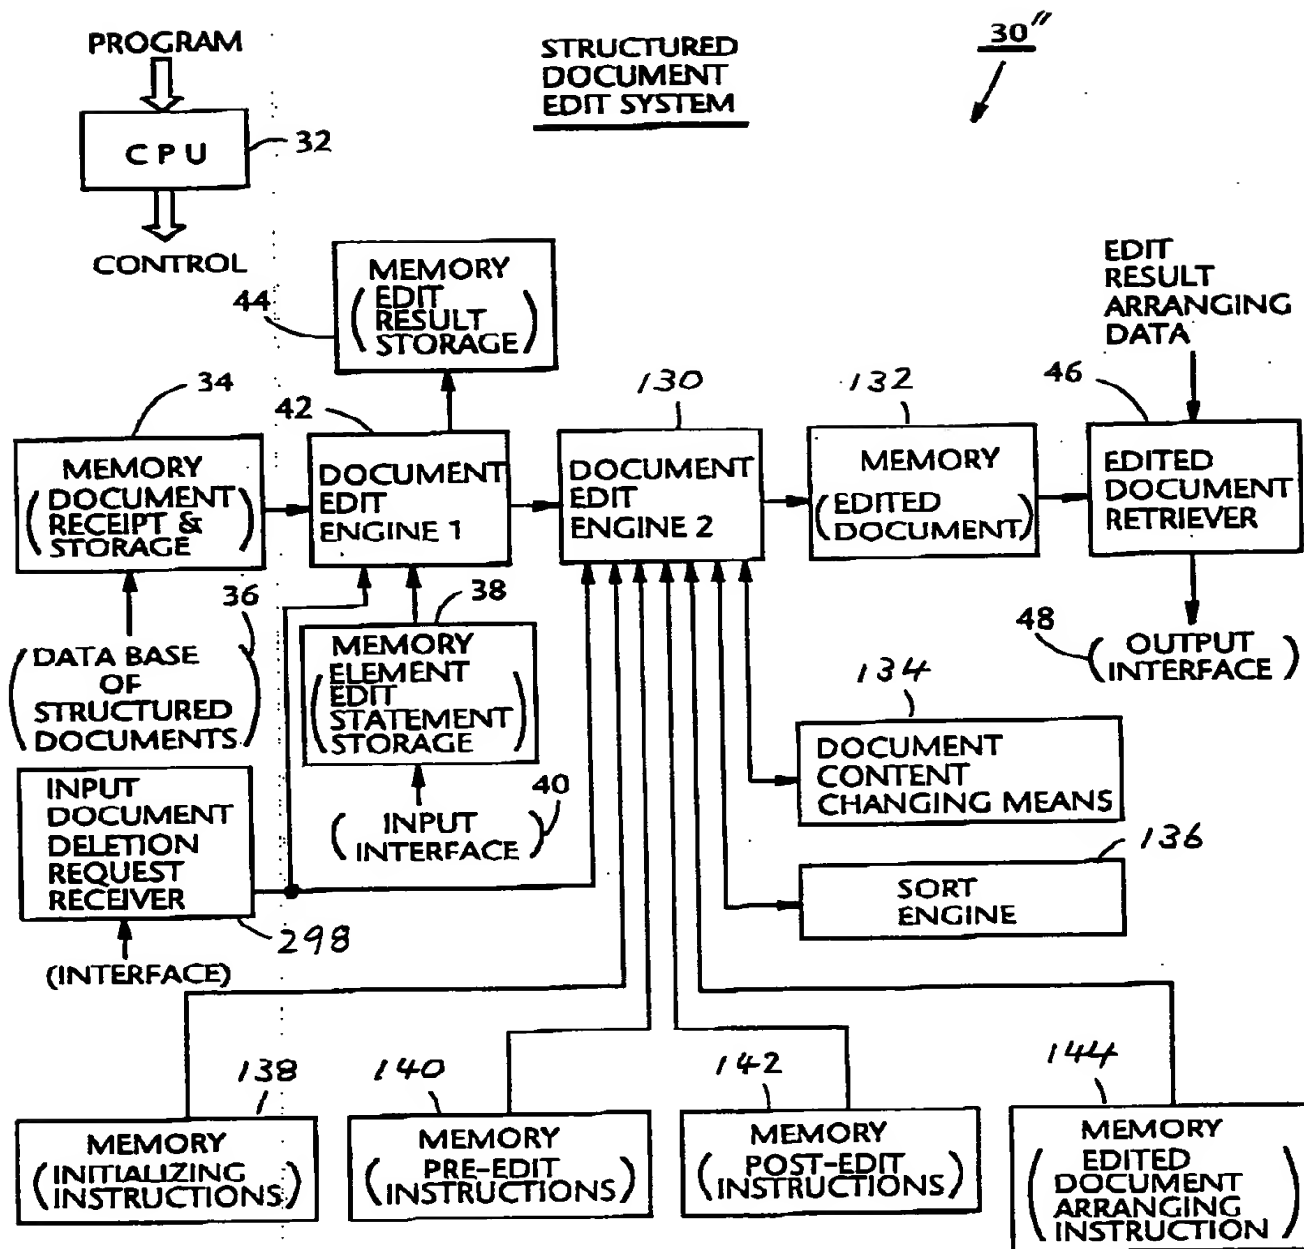 PROGRAM
CPU
32
CONTROL
STRUCTURED
DOCUMENT
EDIT SYSTEM
30"
MEMORY
(EDIT
RESULT
STORAGE)
44
EDIT
RESULT
ARRANGING
DATA
34
MEMORY
(DOCUMENT
RECEIPT &
STORAGE)
42
DOCUMENT
EDIT
ENGINE 1
130
DOCUMENT
EDIT
ENGINE 2
132
MEMORY
(EDITED
DOCUMENT)
46
EDITED
DOCUMENT
RETRIEVER
36
(DATA BASE
OF
STRUCTURED
DOCUMENTS)
38
MEMORY
(ELEMENT
EDIT
STATEMENT
STORAGE)
40
(INPUT
INTERFACE)
48
(OUTPUT
INTERFACE)
134
DOCUMENT
CONTENT
CHANGING MEANS
136
SORT
ENGINE
INPUT
DOCUMENT
DELETION
REQUEST
RECEIVER
298
(INTERFACE)
138
MEMORY
(INITIALIZING
INSTRUCTIONS)
140
MEMORY
(PRE-EDIT
INSTRUCTIONS)
142
MEMORY
(POST-EDIT
INSTRUCTIONS)
144
MEMORY
(EDITED
DOCUMENT
ARRANGING
INSTRUCTION)